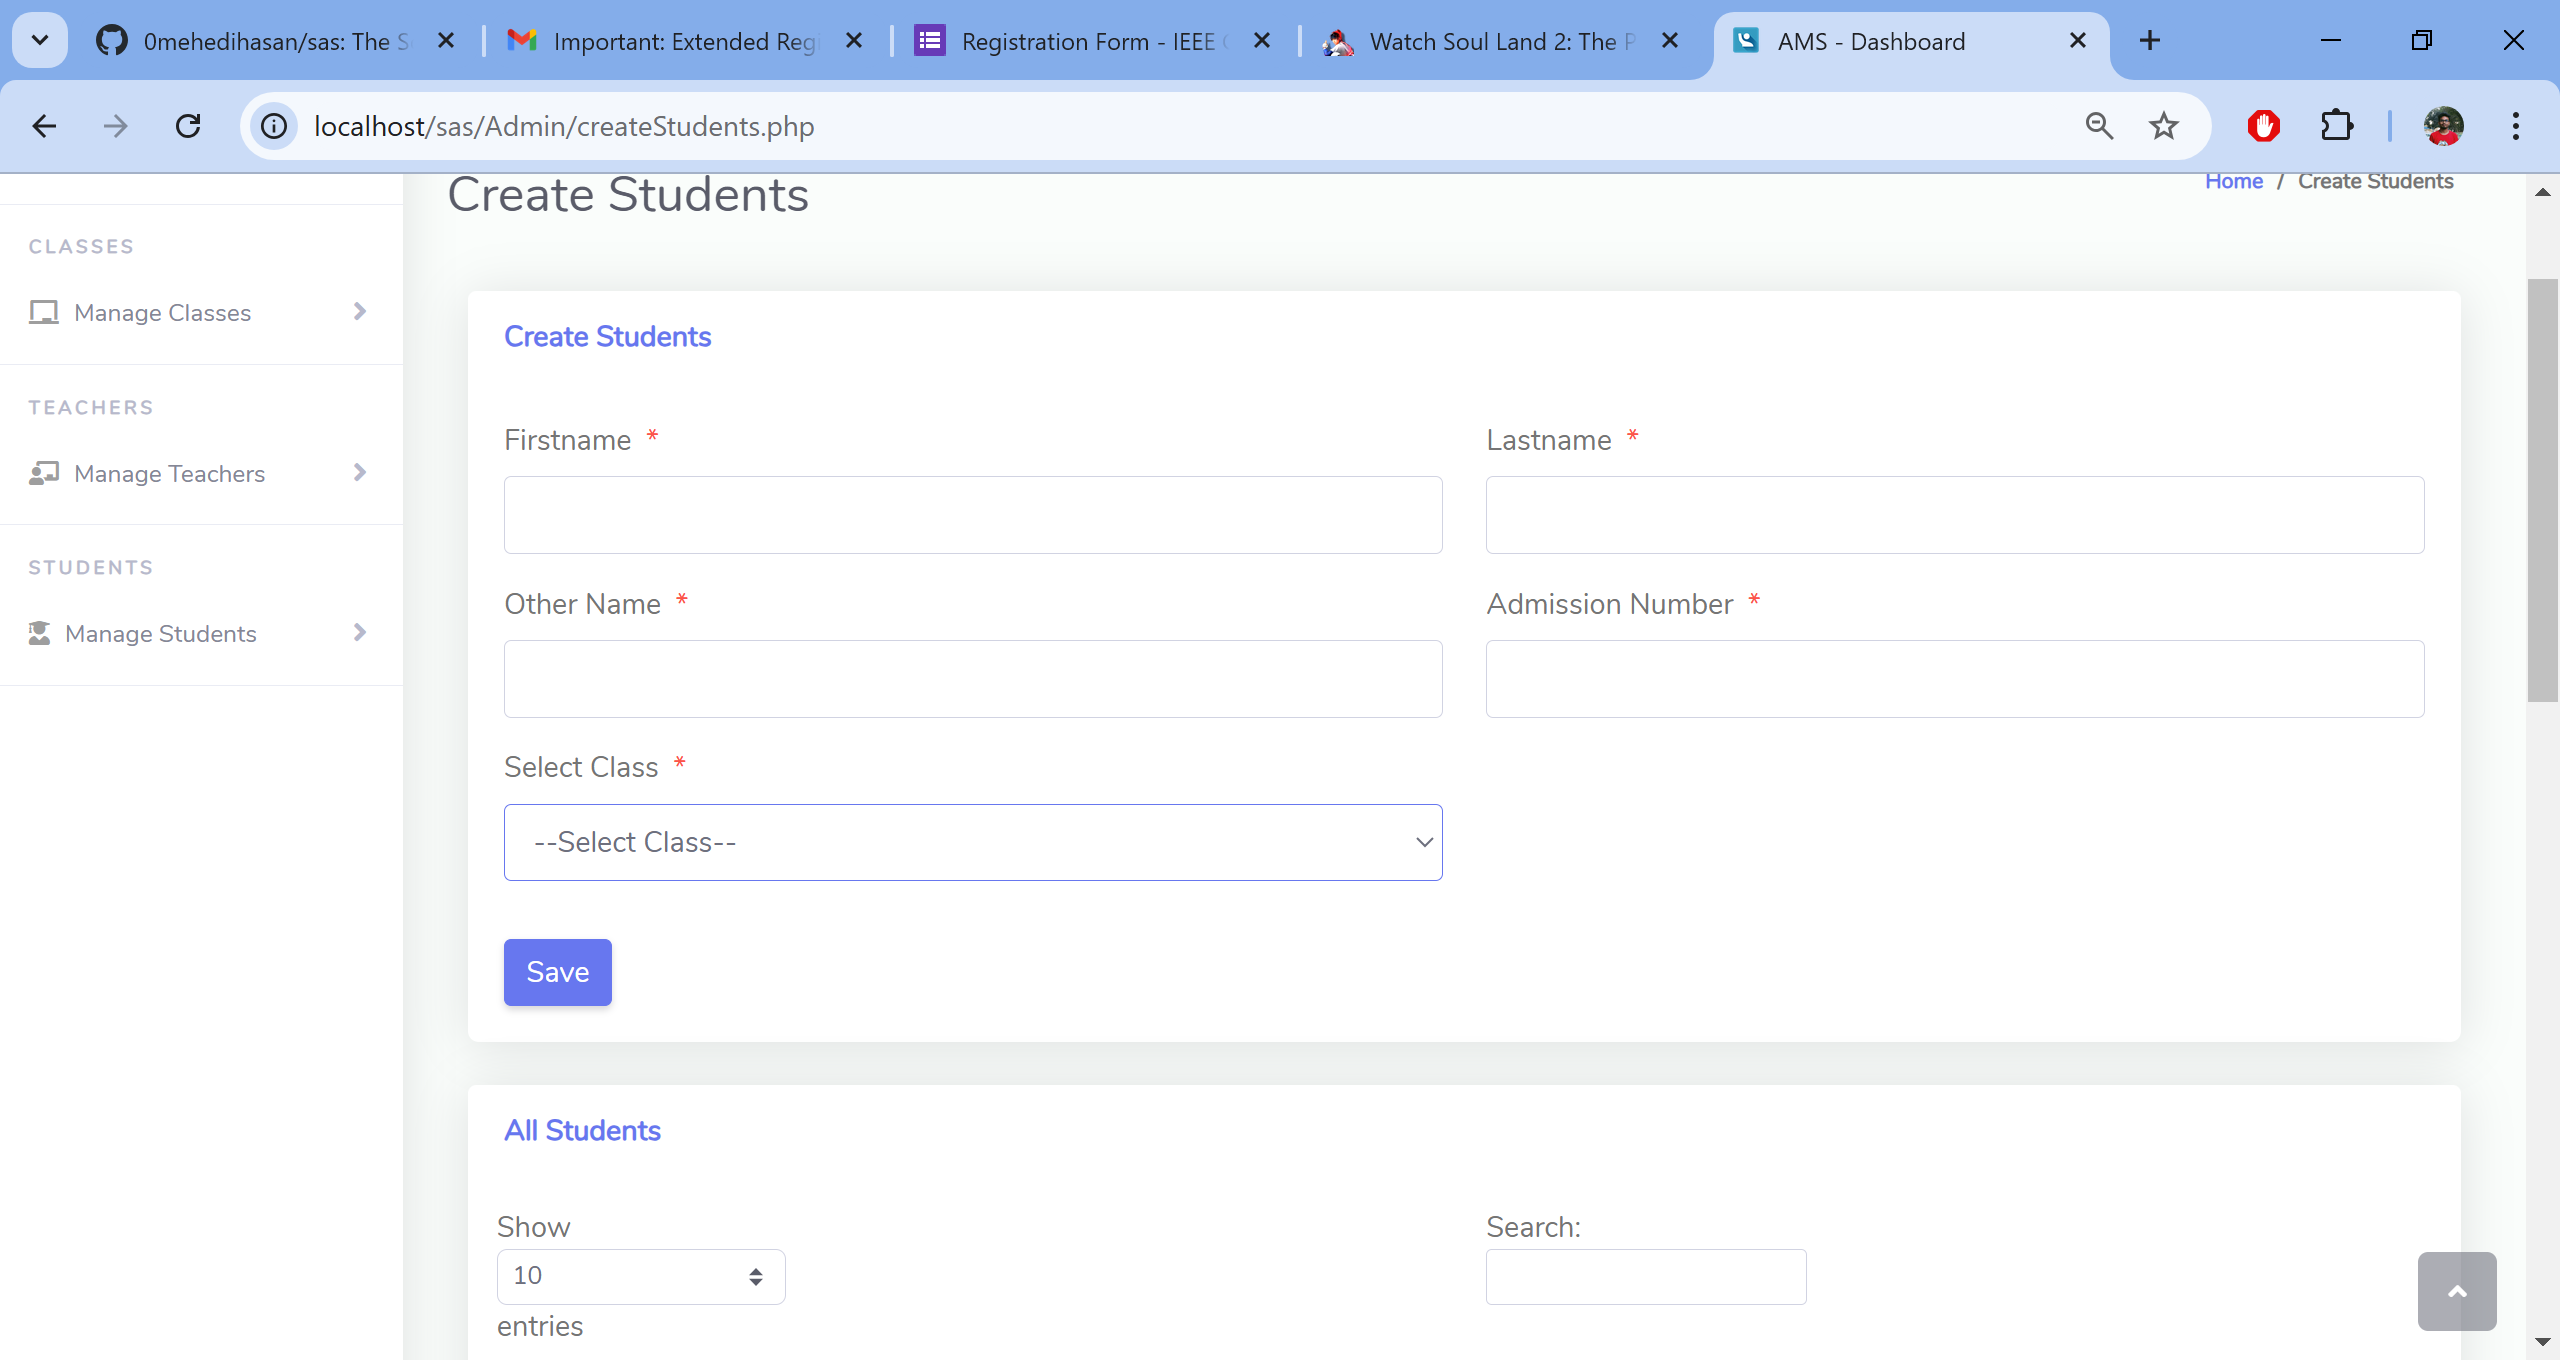 0mehedihasan/sas: The S
Important: Extended Regi
Registration Form - IEEE
Watch Soul Land 2: The P
AMS - Dashboard
localhost/sas/Admin/createStudents.php
Create Students
Home / Create Students
CLASSES
Manage Classes
TEACHERS
Manage Teachers
STUDENTS
Manage Students
Create Students
Firstname *
Lastname *
Other Name *
Admission Number *
Select Class *
--Select Class--
Save
All Students
Show
10
entries
Search: